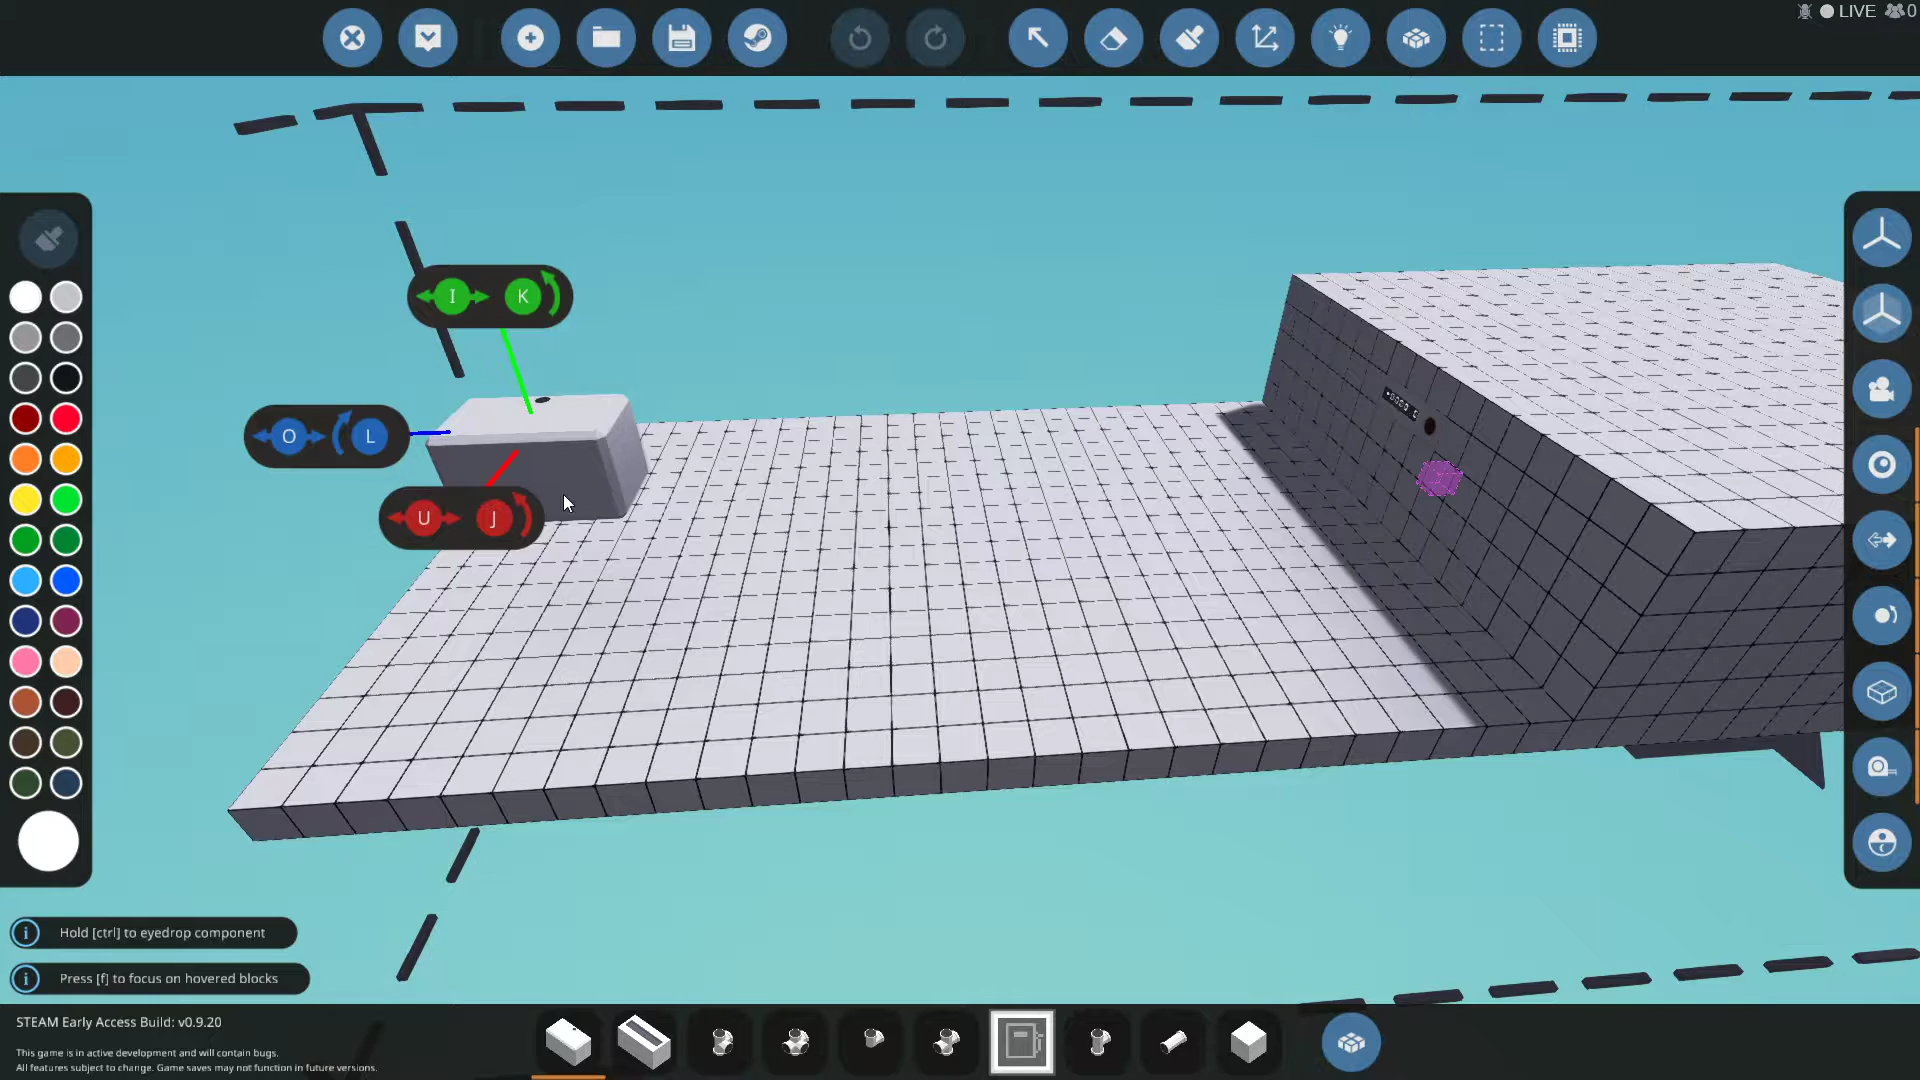 LIVE 0
I K
O L
U J
Hold [ctrl] to eyedrop component
Press [f] to focus on hovered blocks
STEAM Early Access Build: v0.9.20
This game is in active development and will contain bugs.
All features subject to change. Game saves may not function in future versions.